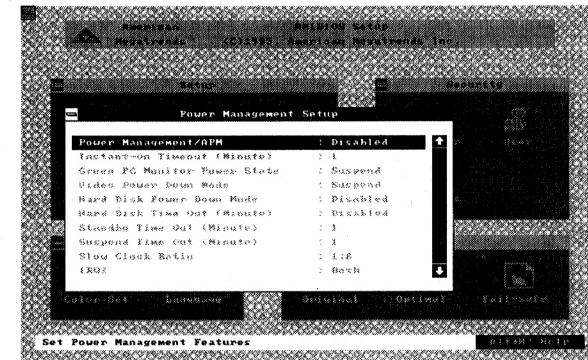 American
Megatrends
AMIBIOS Setup
(C)1995, American Megatrends Inc
Setup
Security
Power Management Setup
Power Management/APM : Disabled
Instant-On Timeout (Minute) : 1
Green PC Monitor Power State : Suspend
Video Power Down Mode : Suspend
Hard Disk Power Down Mode : Disabled
Hard Disk Time Out (Minute) : Disabled
Standby Time Out (Minute) : 1
Suspend Time Out (Minute) : 1
Slow Clock Ratio : 1:8
IRQ3 : Both
User
Color-Set
Language
Original
Optimal
Fail-safe
Set Power Management Features
Alt+H: Help